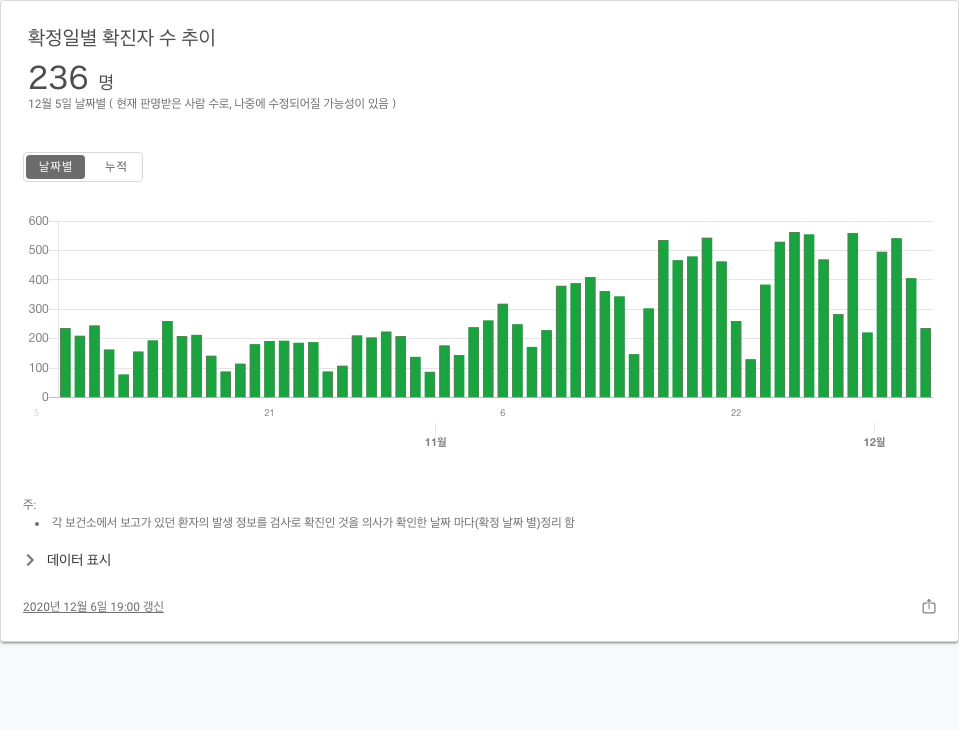 확정일별 확진자 수 추이
236 명
12월 5일 날짜별 ( 현재 판명받은 사람 수로, 나중에 수정되어질 가능성이 있음 )
날짜별 누적
600
500
400
300
200
100
0
5 21 6 22
11월 12월
주:
• 각 보건소에서 보고가 있던 환자의 발생 정보를 검사로 확진인 것을 의사가 확인한 날짜 마다(확정 날짜 별)정리 함
데이터 표시
2020년 12월 6일 19:00 갱신